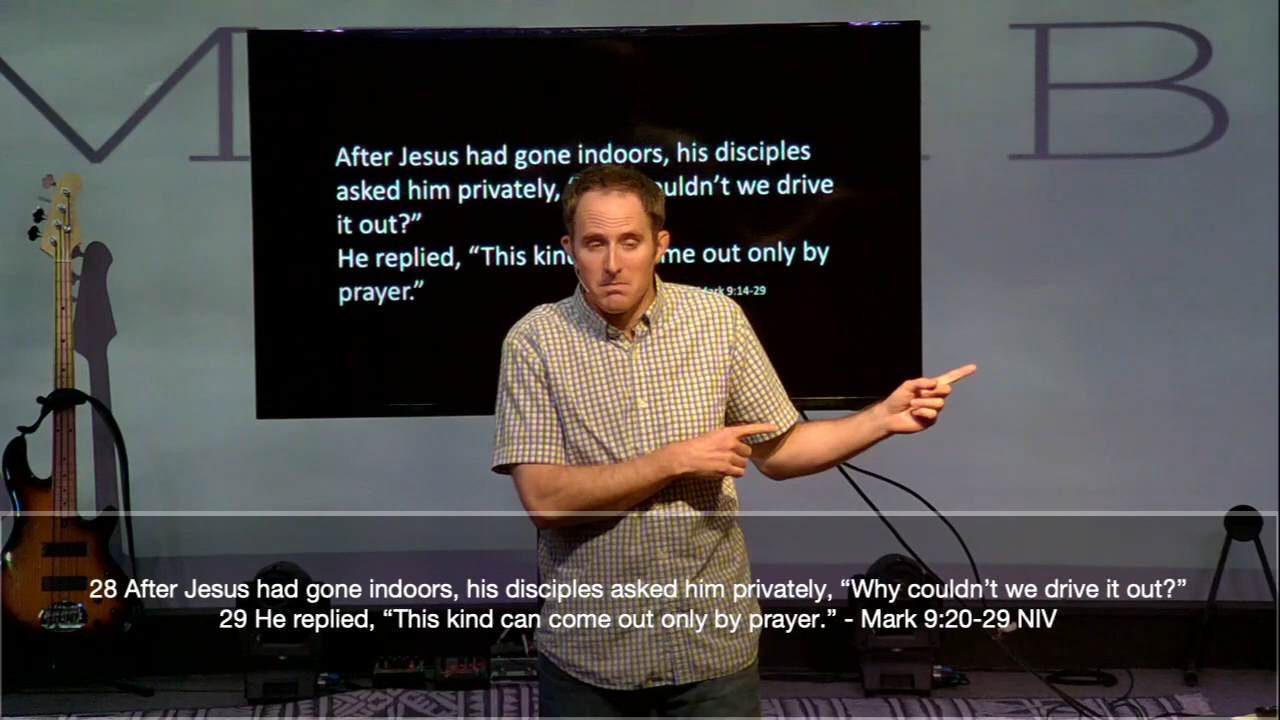 M B
After Jesus had gone indoors, his disciples
asked him privately, uldn’t we drive
it out?”
He replied, “This me out only by
prayer.”
Mark 9:14-29
28 After Jesus had gone indoors, his disciples asked him privately, “Why couldn’t we drive it out?”
29 He replied, “This kind can come out only by prayer.” - Mark 9:20-29 NIV